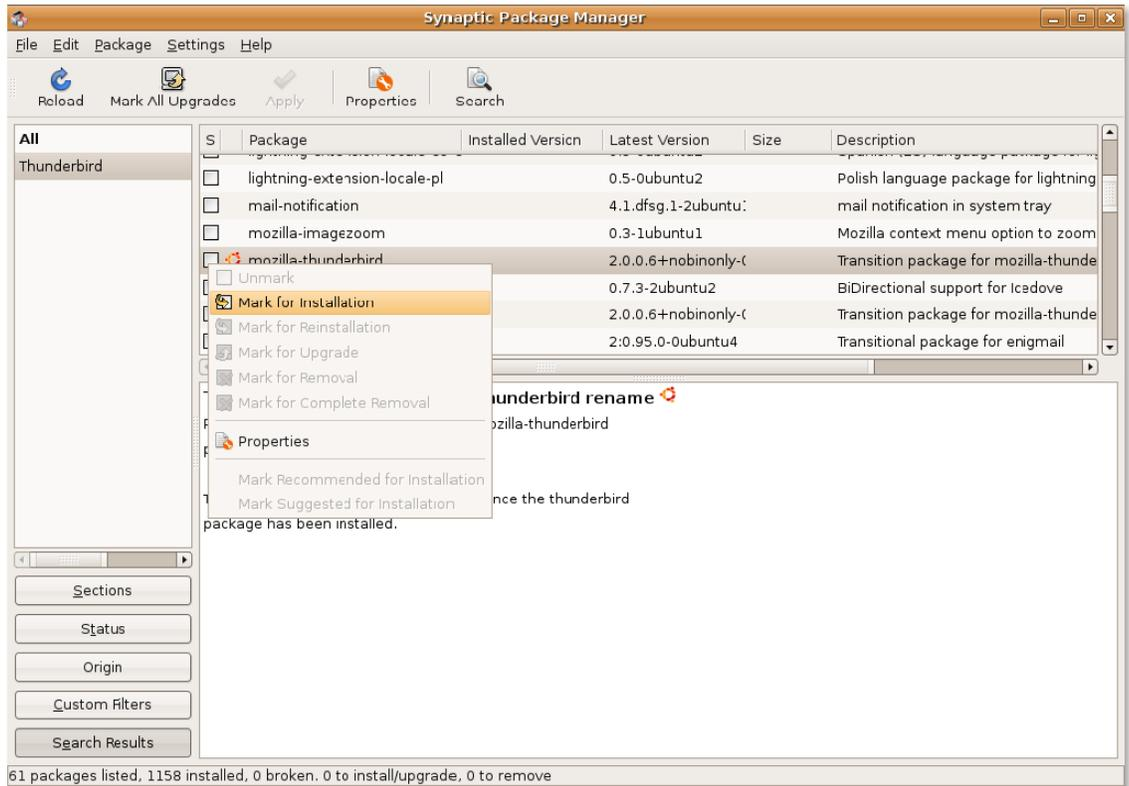 Synaptic Package Manager
File Edit Package Settings Help
Reload Mark All Upgrades Apply Properties Search
All
Thunderbird
S Package Installed Version Latest Version Size Description
lightning-extension-locale-pl 0.5-0ubuntu2 Polish language package for lightning
mail-notification 4.1.dfsg.1-2ubuntu1 mail notification in system tray
mozilla-imagezoom 0.3-1ubuntu1 Mozilla context menu option to zoom
mozilla-thunderbird 2.0.0.6+nobinonly-( Transition package for mozilla-thunde
0.7.3-2ubuntu2 BiDirectional support for Icedove
2.0.0.6+nobinonly-( Transition package for mozilla-thunde
2:0.95.0-0ubuntu4 Transitional package for enigmail
Unmark
Mark for Installation
Mark for Reinstallation
Mark for Upgrade
Mark for Removal
Mark for Complete Removal
Properties
Mark Recommended for Installation
Mark Suggested for Installation
hunderbird rename
ozilla-thunderbird
nce the thunderbird
package has been installed.
Sections
Status
Origin
Custom Filters
Search Results
61 packages listed, 1158 installed, 0 broken. 0 to install/upgrade, 0 to remove